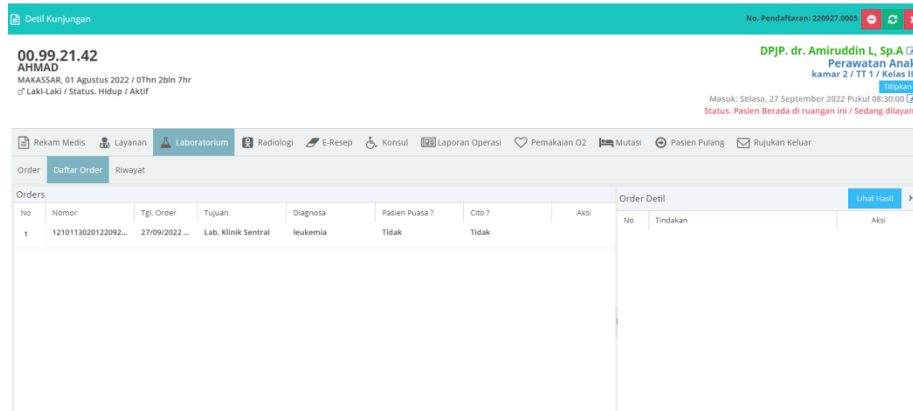 Detil Kunjungan
No. Pendaftaran: 220927.0005
00.99.21.42
AHMAD
MAKASSAR, 01 Agustus 2022 / 0Thn 2bln 7hr
Laki-Laki / Status. Hidup / Aktif
DPJP. dr. Amiruddin L, Sp.A
Perawatan Anak
kamar 2 / TT 1 / Kelas II
Titipkan
Masuk: Selasa, 27 September 2022 Pukul 08:30:00
Status. Pasien Berada di ruangan ini / Sedang dilayan
Rekam Medis Layanan Laboratorium Radiologi E-Resep Konsul Laporan Operasi Pemakaian O2 Mutasi Pasien Pulang Rujukan Keluar
Order Daftar Order Riwayat
Orders
No Nomor Tgl. Order Tujuan Diagnosa Pasien Puasa ? Cito ? Aksi
1 1210113020122092... 27/09/2022 ... Lab. Klinik Sentral leukemia Tidak Tidak
Order Detil Lihat Hasil
No Tindakan Aksi